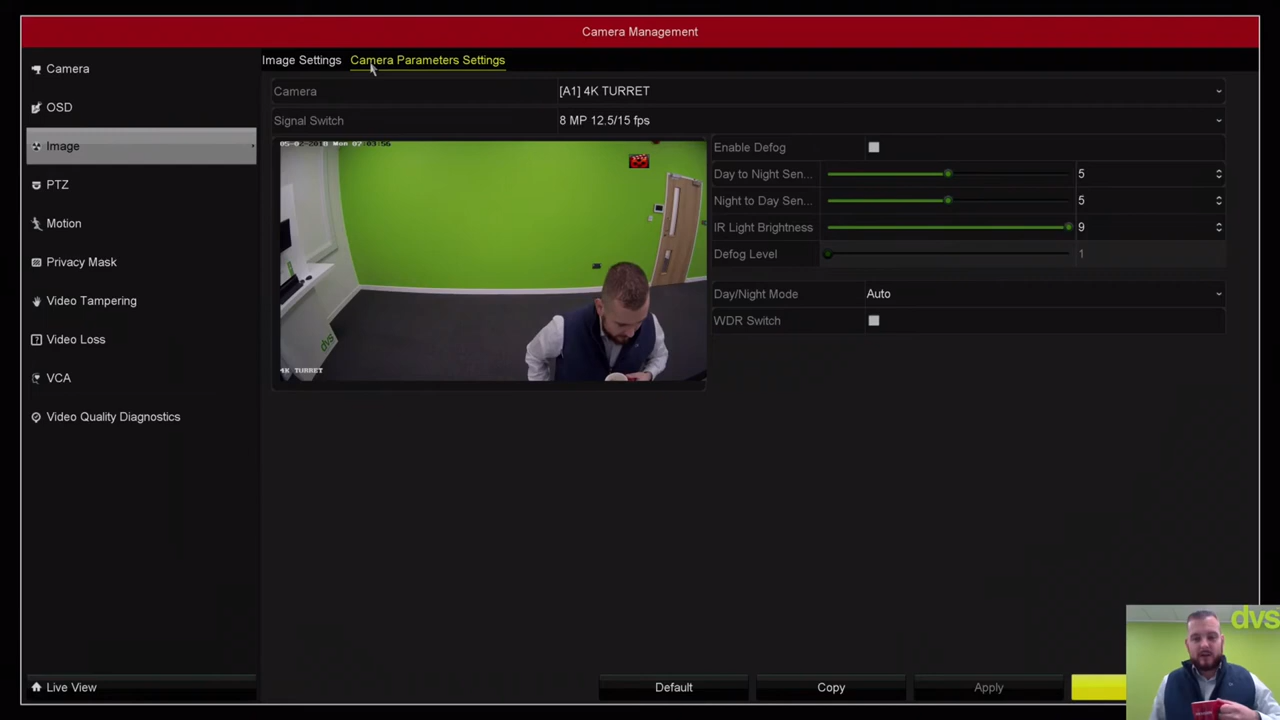 Camera Management
Camera
OSD
Image
PTZ
Motion
Privacy Mask
Video Tampering
Video Loss
VCA
Video Quality Diagnostics
Live View
Image Settings Camera Parameters Settings
Camera [A1] 4K TURRET
Signal Switch 8 MP 12.5/15 fps
4K TURRET
dvs
Enable Defog
Day to Night Sen... 5
Night to Day Sen... 5
IR Light Brightness 9
Defog Level 1
Day/Night Mode Auto
WDR Switch
Default Copy Apply
dvs